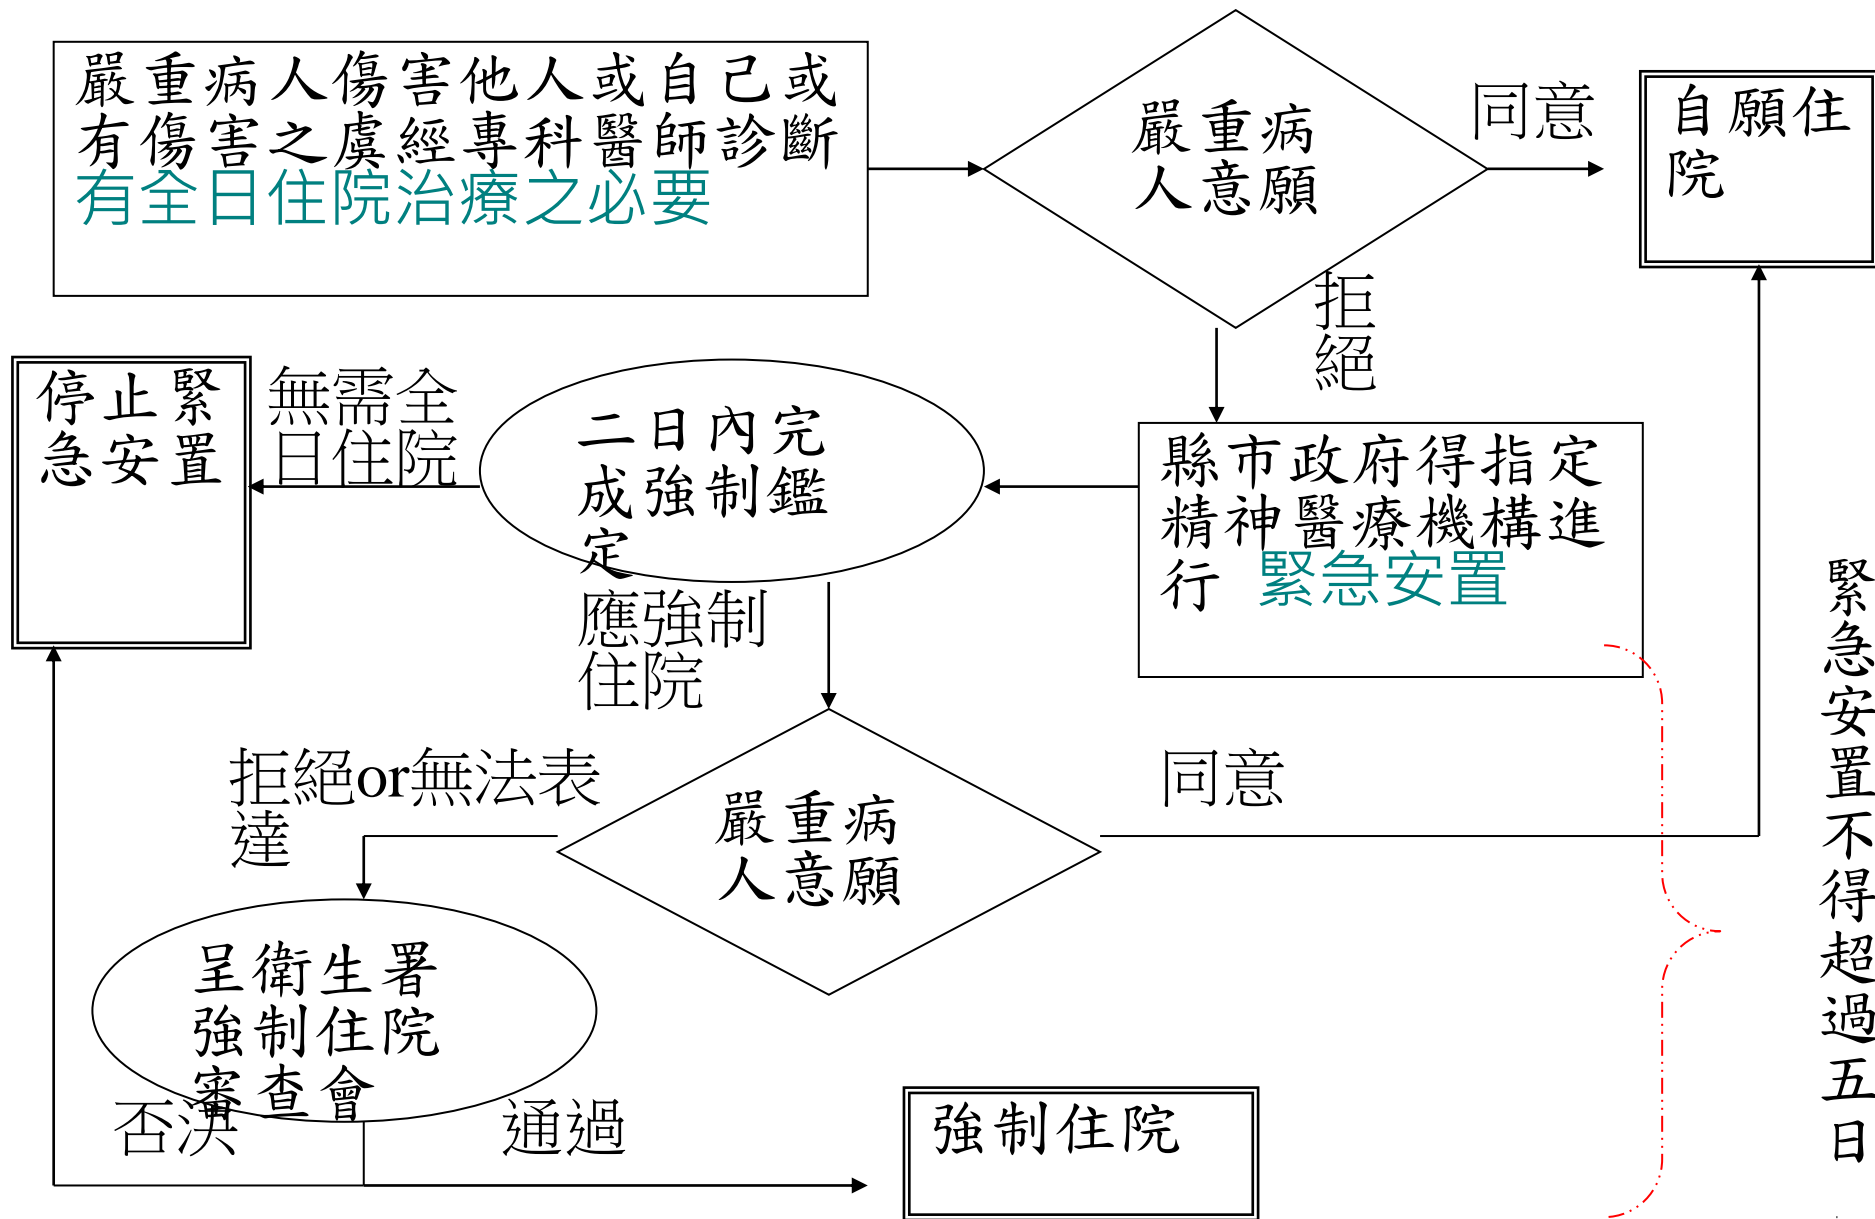 嚴重病人傷害他人或自己或
有傷害之虞經專科醫師診斷
有全日住院治療之必要
嚴重病
人意願
同意
自願住
院
拒
絕
停止緊
急安置
無需全
日住院
二日內完
成強制鑑
定
縣市政府得指定
精神醫療機構進
行 緊急安置
應強制
住院
拒絕or無法表
達
嚴重病
人意願
同意
緊
急
安
置
不
得
超
過
五
日
呈衛生署
強制住院
審查會
否決
通過
強制住院